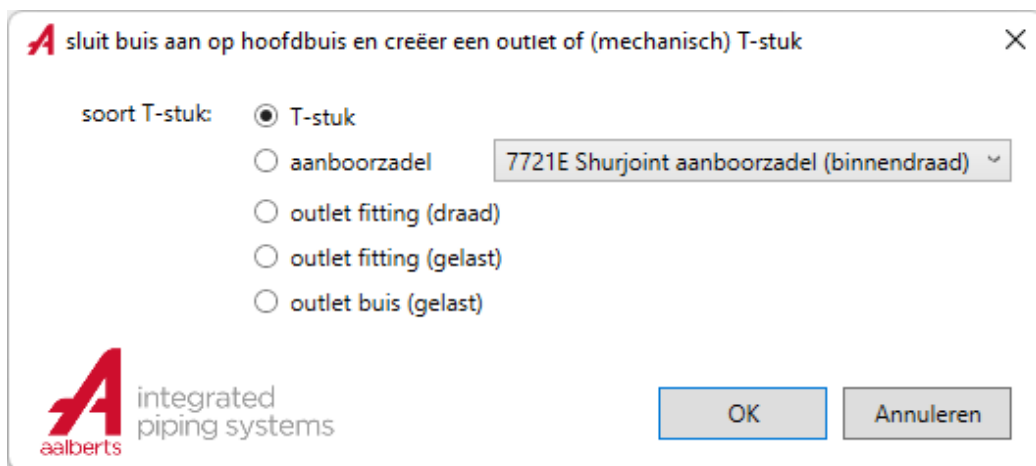 sluit buis aan op hoofdbuis en creëer een outlet of (mechanisch) T-stuk
soort T-stuk: T-stuk
aanboorzadel 7721E Shurjoint aanboorzadel (binnendraad)
outlet fitting (draad)
outlet fitting (gelast)
outlet buis (gelast)
integrated
piping systems
aalberts
OK Annuleren